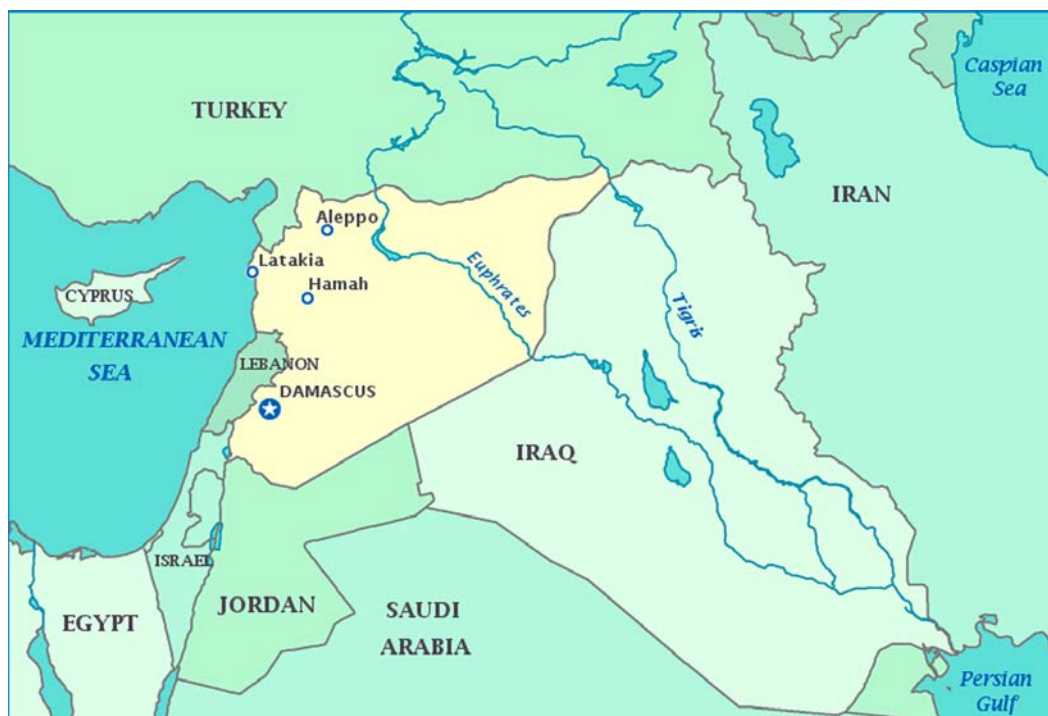 Caspian
Sea
TURKEY
IRAN
Aleppo
Latakia
Hamah
Euphrates
CYPRUS
Tigris
MEDITERRANEAN
SEA
LEBANON
DAMASCUS
IRAQ
ISRAEL
JORDAN
EGYPT
SAUDI
ARABIA
Persian
Gulf